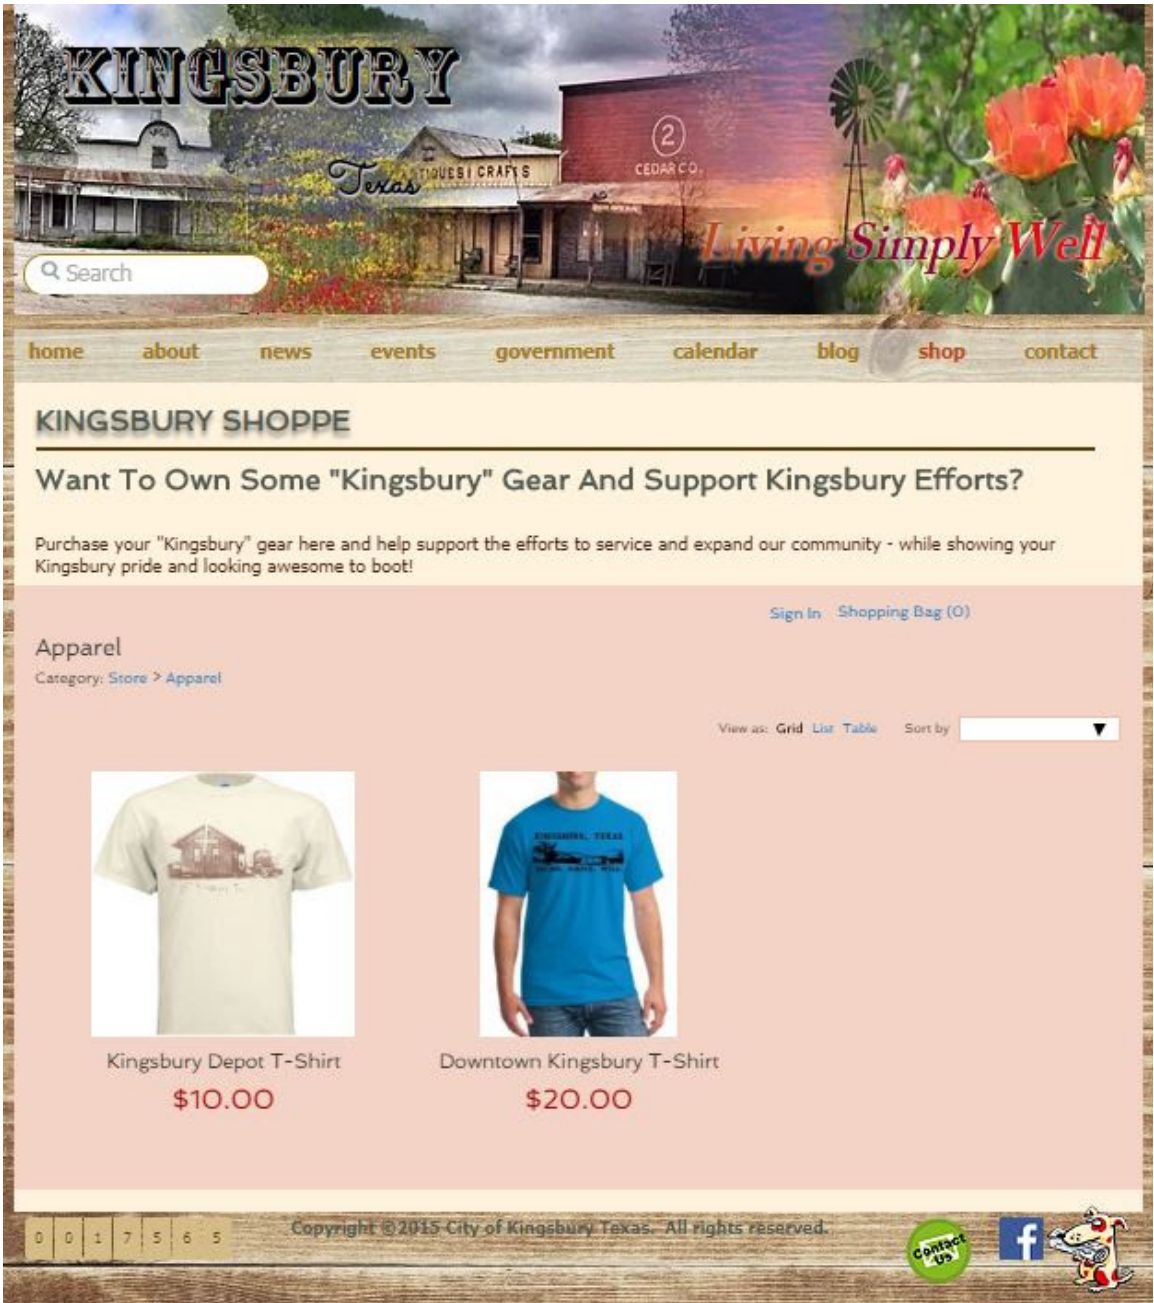 KINGSBURY
Texas
ANTIQUES & CRAFTS
2
CEDAR CO.
Living Simply Well
Search
home about news events government calendar blog shop contact
KINGSBURY SHOPPE
Want To Own Some "Kingsbury" Gear And Support Kingsbury Efforts?
Purchase your "Kingsbury" gear here and help support the efforts to service and expand our community - while showing your
Kingsbury pride and looking awesome to boot!
Sign In Shopping Bag (0)
Apparel
Category: Store > Apparel
View as: Grid List Table Sort by
KINGSBURY, TEXAS
Kingsbury Depot T-Shirt
Downtown Kingsbury T-Shirt
$10.00
$20.00
0 0 1 7 5 6 5
Copyright ©2015 City of Kingsbury Texas. All rights reserved.
Contact
Us
f